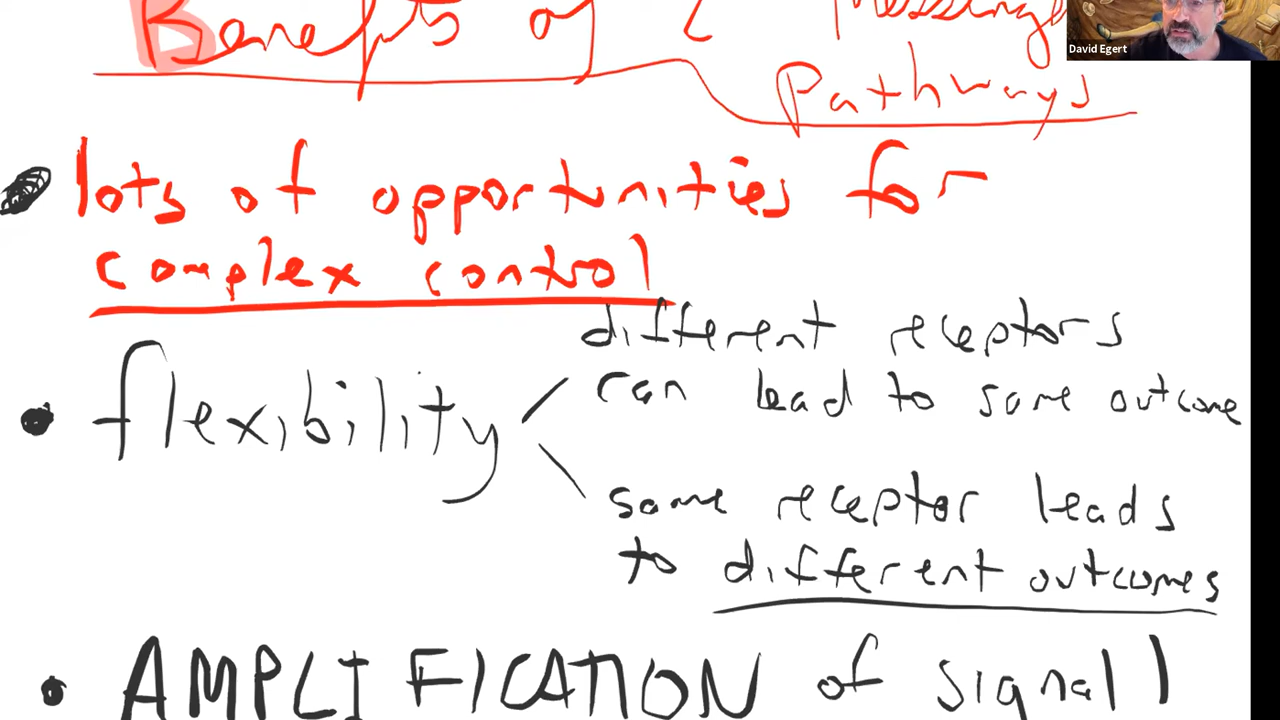 Benefits of 2° Messenger
David Egert
Pathways
lots of opportunities for
complex control
flexibility
different receptors
can lead to same outcome
same receptor leads
to different outcomes
AMPLIFICATION of signal